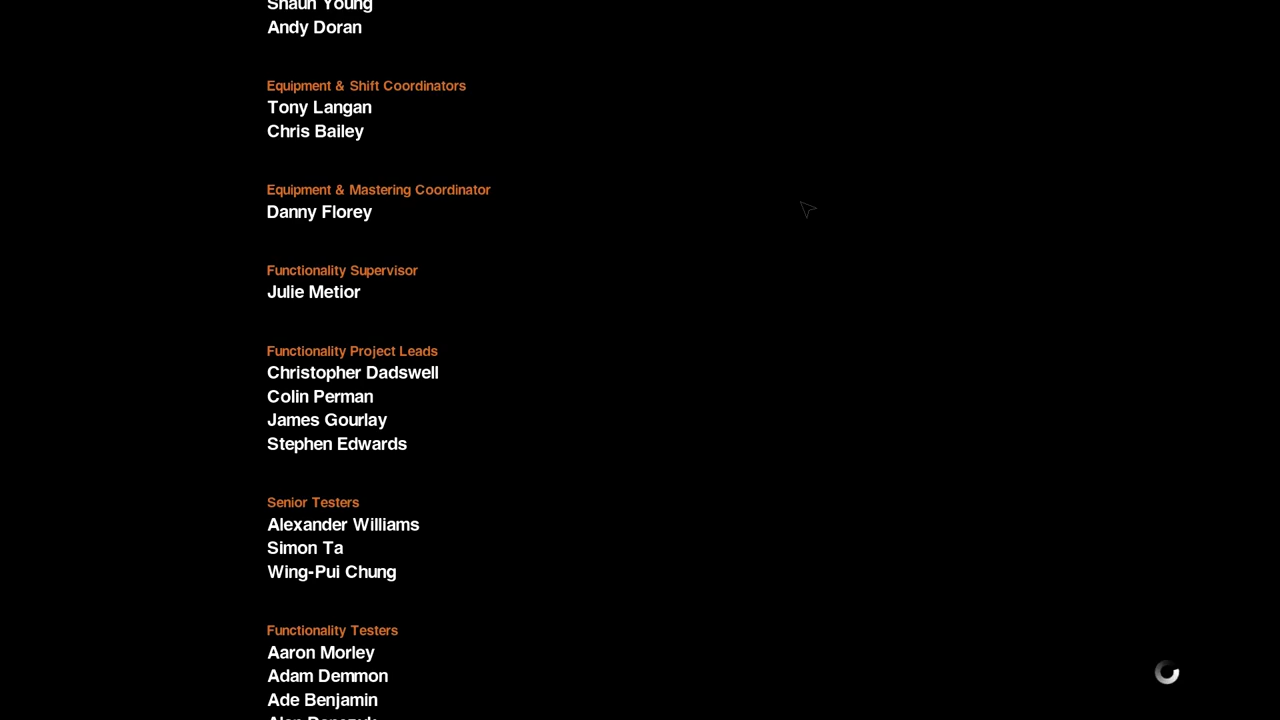 Shaun Young
Andy Doran
Equipment & Shift Coordinators
Tony Langan
Chris Bailey
Equipment & Mastering Coordinator
Danny Florey
Functionality Supervisor
Julie Metior
Functionality Project Leads
Christopher Dadswell
Colin Perman
James Gourlay
Stephen Edwards
Senior Testers
Alexander Williams
Simon Ta
Wing-Pui Chung
Functionality Testers
Aaron Morley
Adam Demmon
Ade Benjamin